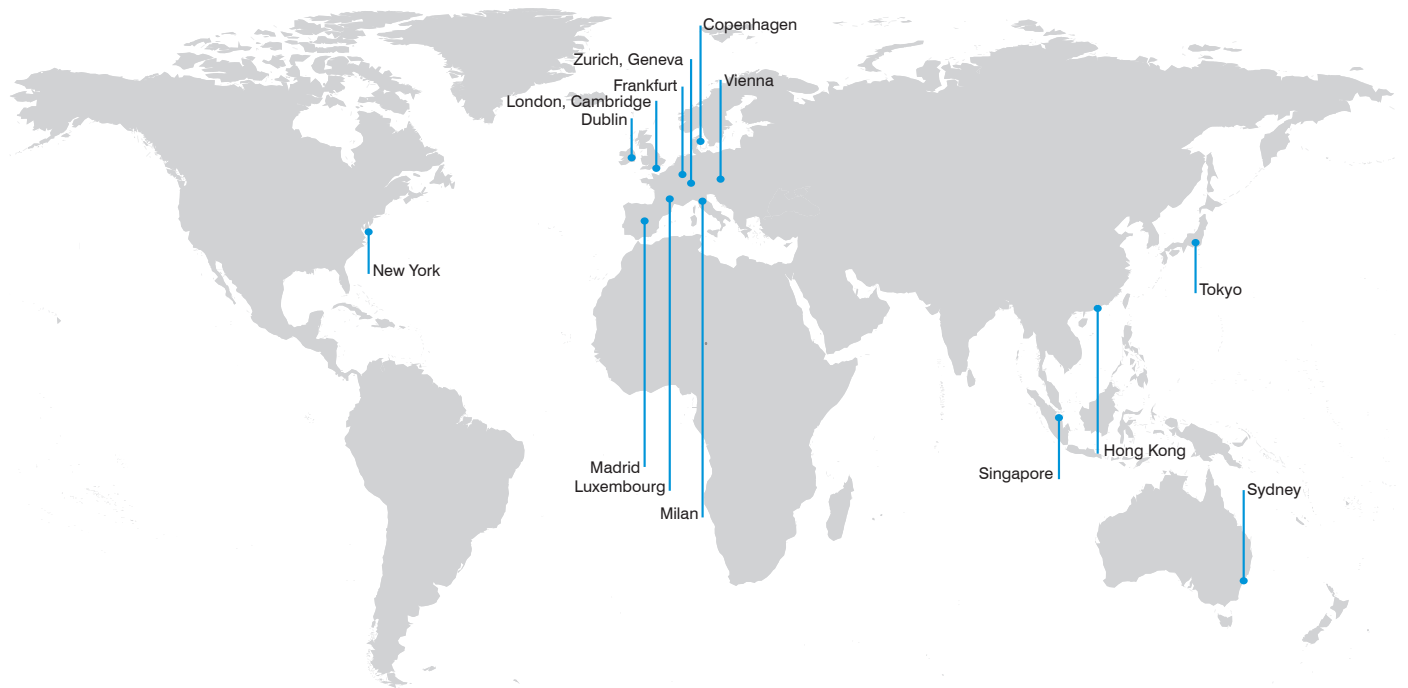 Copenhagen
Zurich, Geneva
Vienna
Frankfurt
London, Cambridge
Dublin
New York
Tokyo
Hong Kong
Madrid
Singapore
Luxembourg
Sydney
Milan